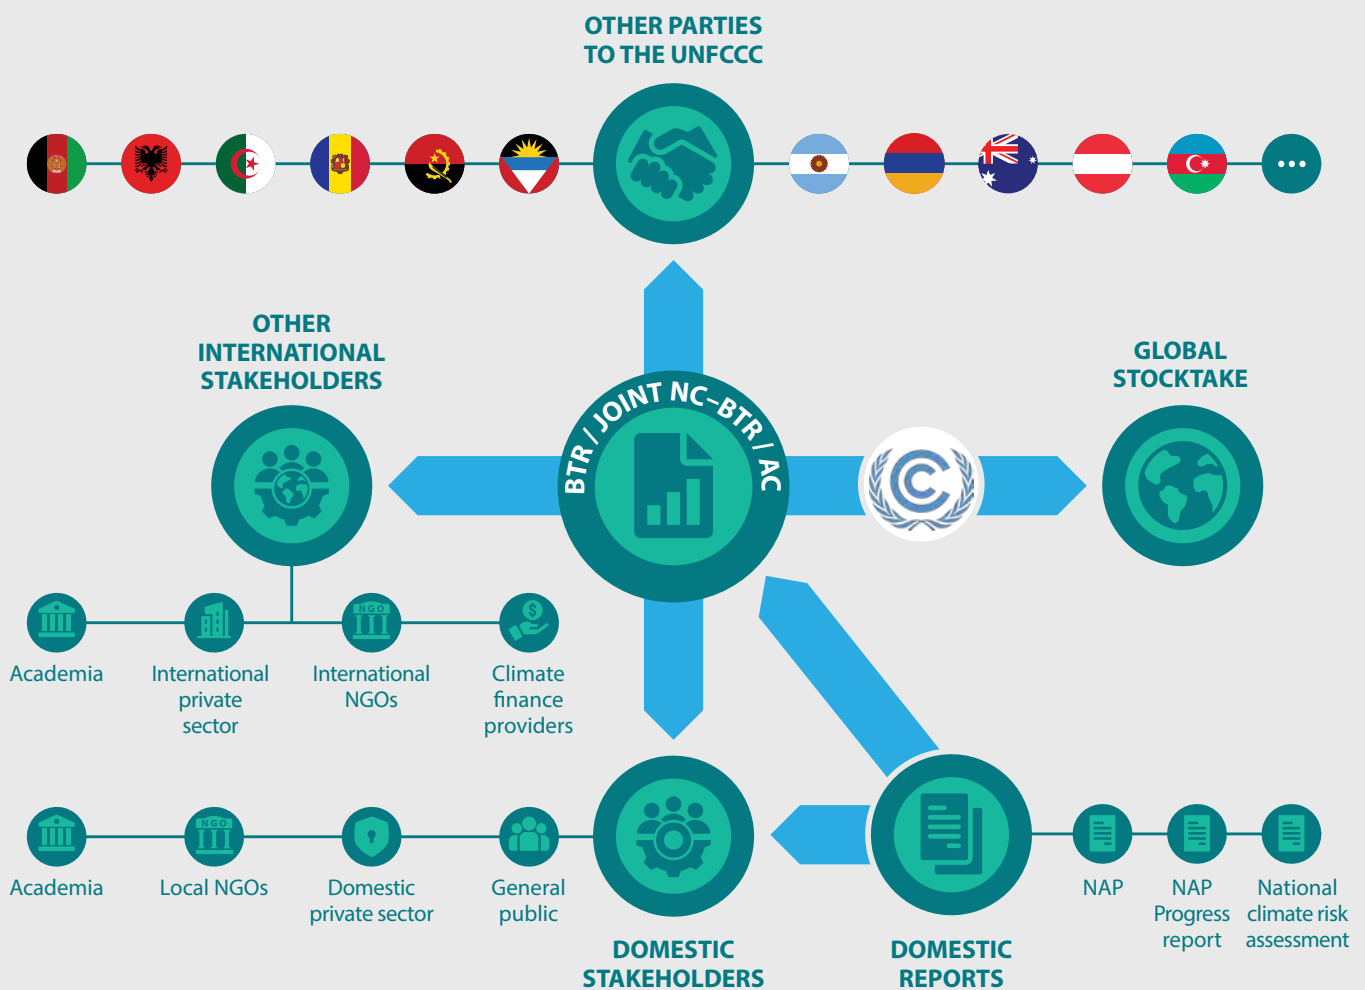 OTHER PARTIES
TO THE UNFCCC
OTHER
INTERNATIONAL
STAKEHOLDERS
GLOBAL
STOCKTAKE
BTR / JOINT NC–BTR / AC
NGO
$
Academia
International
private
sector
International
NGOs
Climate
finance
providers
NGO
Academia
Local NGOs
Domestic
private sector
General
public
NAP
NAP
Progress
report
National
climate risk
assessment
DOMESTIC
STAKEHOLDERS
DOMESTIC
REPORTS